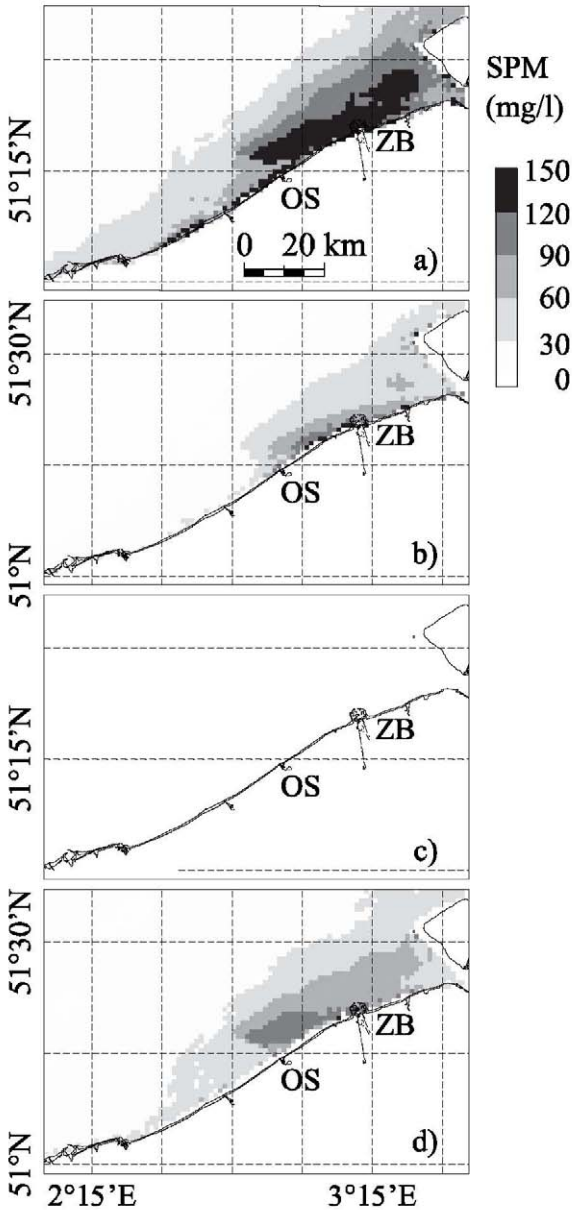 SPM
(mg/l)
150
120
90
60
30
0
51°15’N
ZB
OS
0 20 km
a)
51°30’N
ZB
OS
51°N
b)
ZB
51°15’N
OS
c)
51°30’N
ZB
OS
51°N
d)
2°15’E 3°15’E